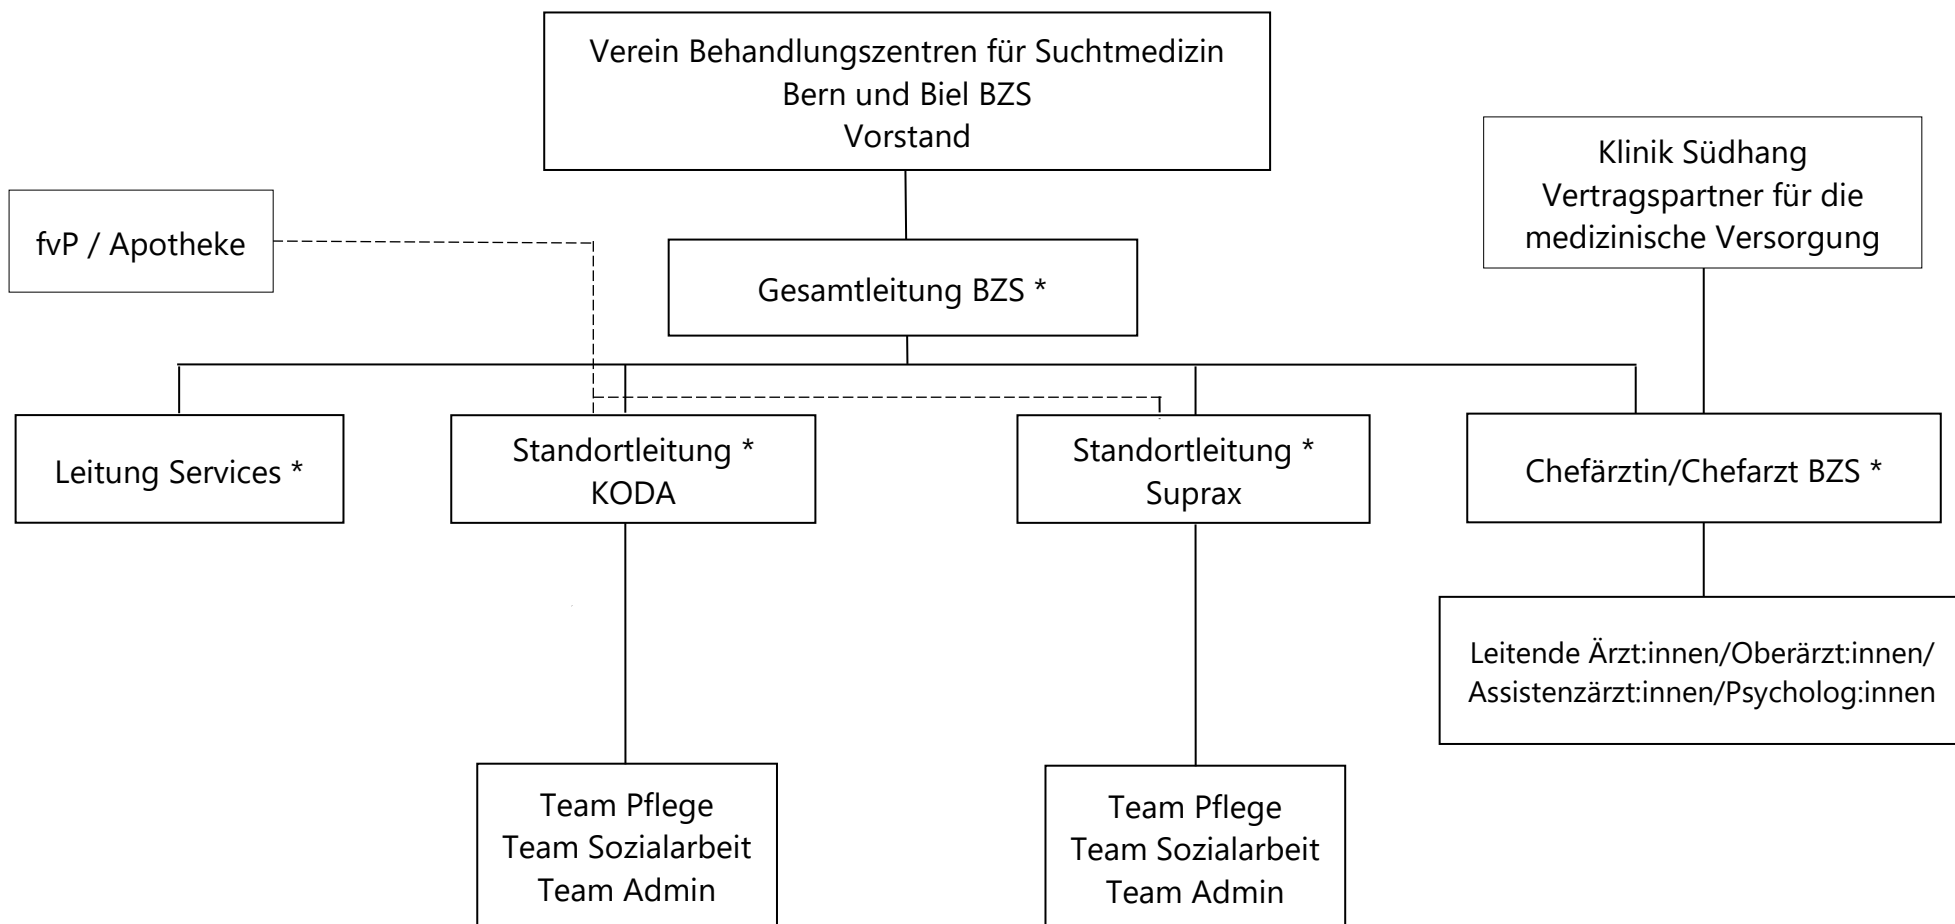 Verein Behandlungszentren für Suchtmedizin
Bern und Biel BZS
Vorstand
Klinik Südhang
Vertragspartner für die
medizinische Versorgung
fvP / Apotheke
Gesamtleitung BZS *
Leitung Services *
Standortleitung *
KODA
Standortleitung *
Suprax
Chefärztin/Chefarzt BZS *
Leitende Ärzt:innen/Oberärzt:innen/
Assistenzärzt:innen/Psycholog:innen
Team Pflege
Team Sozialarbeit
Team Admin
Team Pflege
Team Sozialarbeit
Team Admin